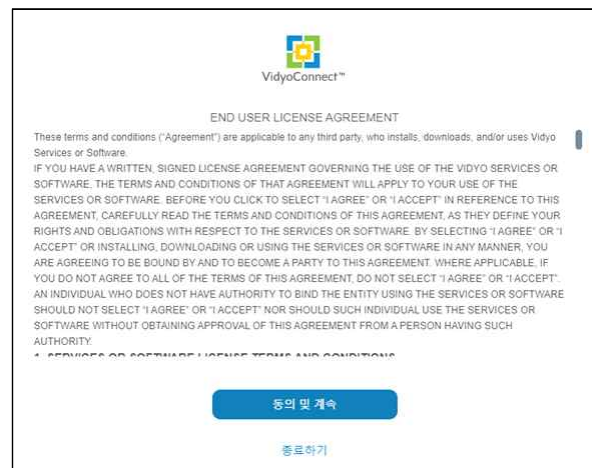 VidyoConnect™
END USER LICENSE AGREEMENT
These terms and conditions ("Agreement") are applicable to any third party, who installs, downloads, and/or uses Vidyo
Services or Software.
IF YOU HAVE A WRITTEN, SIGNED LICENSE AGREEMENT GOVERNING THE USE OF THE VIDYO SERVICES OR
SOFTWARE, THE TERMS AND CONDITIONS OF THAT AGREEMENT WILL APPLY TO YOUR USE OF THE
SERVICES OR SOFTWARE. BEFORE YOU CLICK TO SELECT "I AGREE" OR "I ACCEPT" IN REFERENCE TO THIS
AGREEMENT, CAREFULLY READ THE TERMS AND CONDITIONS OF THIS AGREEMENT, AS THEY DEFINE YOUR
RIGHTS AND OBLIGATIONS WITH RESPECT TO THE SERVICES OR SOFTWARE. BY SELECTING "I AGREE" OR "I
ACCEPT" OR INSTALLING, DOWNLOADING OR USING THE SERVICES OR SOFTWARE IN ANY MANNER, YOU
ARE AGREEING TO BE BOUND BY AND TO BECOME A PARTY TO THIS AGREEMENT. WHERE APPLICABLE, IF
YOU DO NOT AGREE TO ALL OF THE TERMS OF THIS AGREEMENT, DO NOT SELECT "I AGREE" OR "I ACCEPT".
AN INDIVIDUAL WHO DOES NOT HAVE AUTHORITY TO BIND THE ENTITY USING THE SERVICES OR SOFTWARE
SHOULD NOT SELECT "I AGREE" OR "I ACCEPT" NOR SHOULD SUCH INDIVIDUAL USE THE SERVICES OR
SOFTWARE WITHOUT OBTAINING APPROVAL OF THIS AGREEMENT FROM A PERSON HAVING SUCH
AUTHORITY.
1. SERVICES OR SOFTWARE LICENSE TERMS AND CONDITIONS
동의 및 계속
종료하기